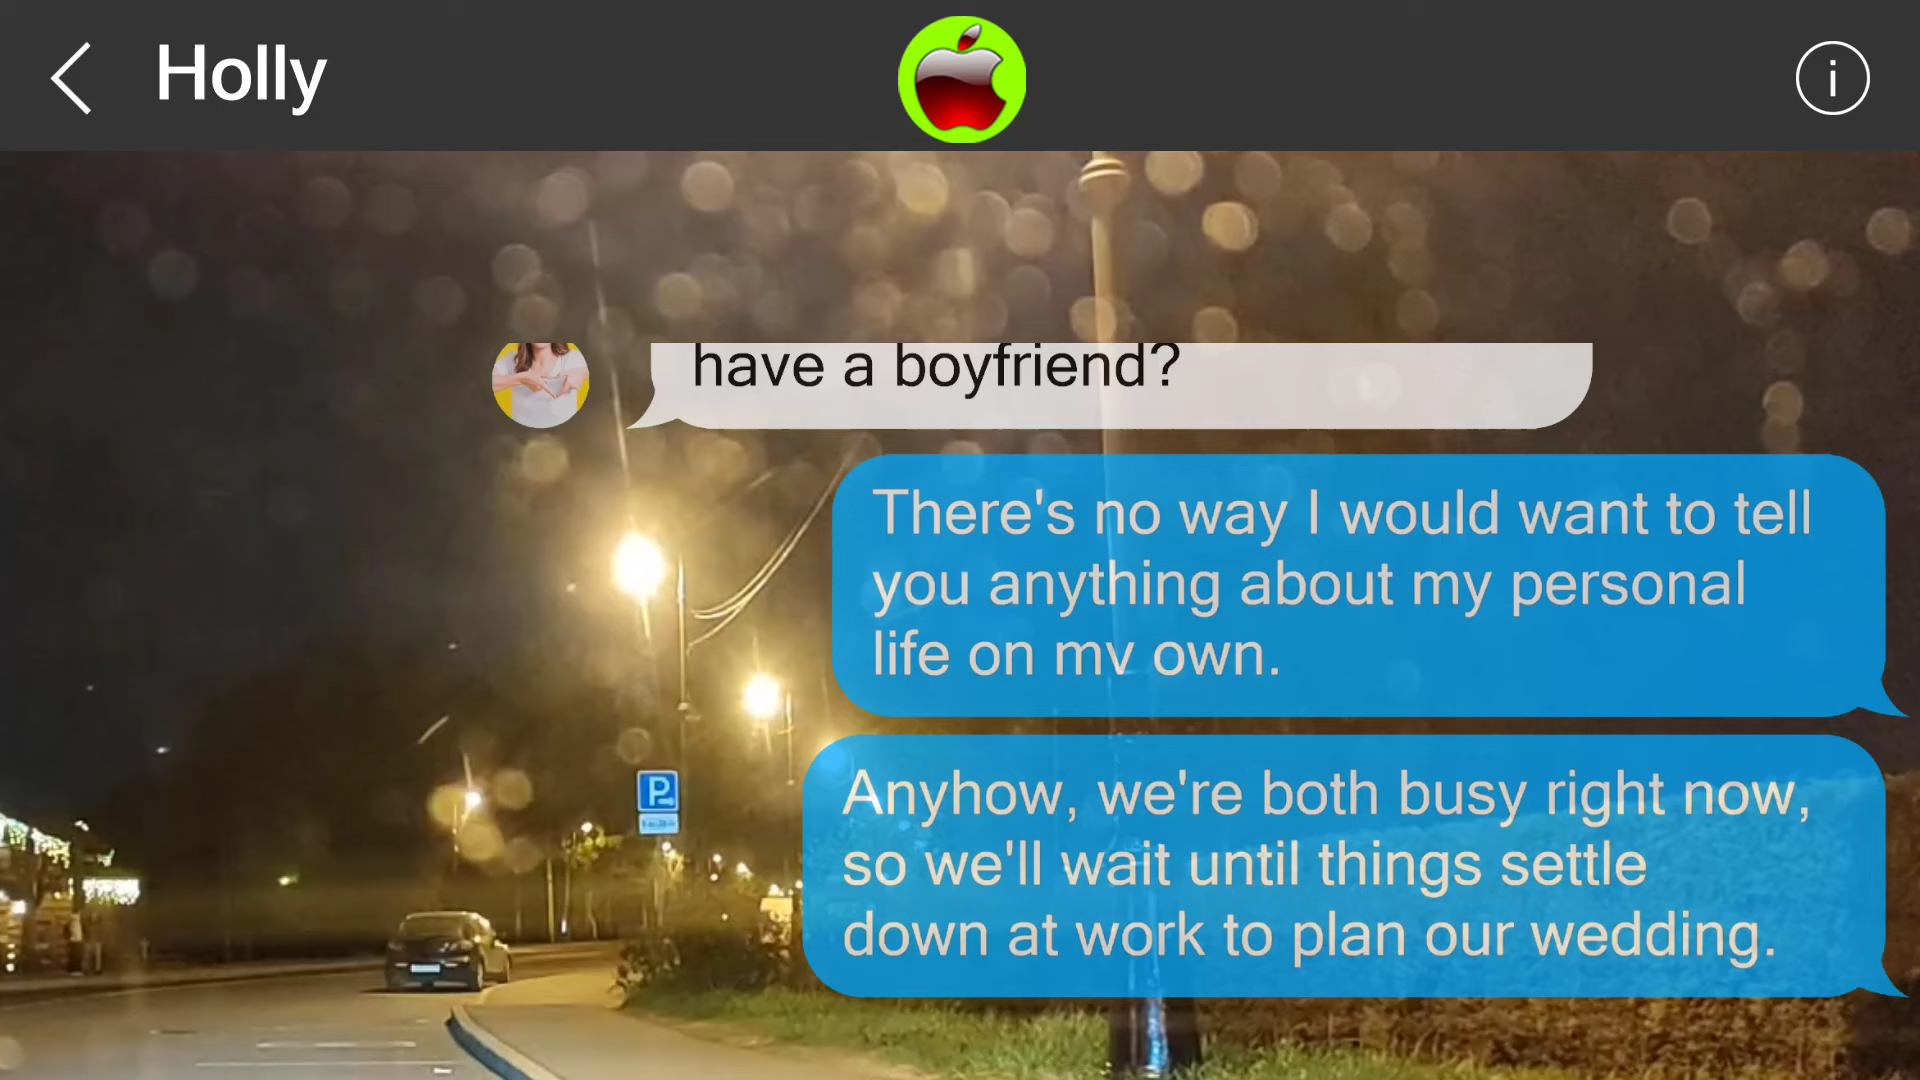 Holly
have a boyfriend?
There's no way I would want to tell
you anything about my personal
life on my own.
Anyhow, we're both busy right now,
so we'll wait until things settle
down at work to plan our wedding.
P